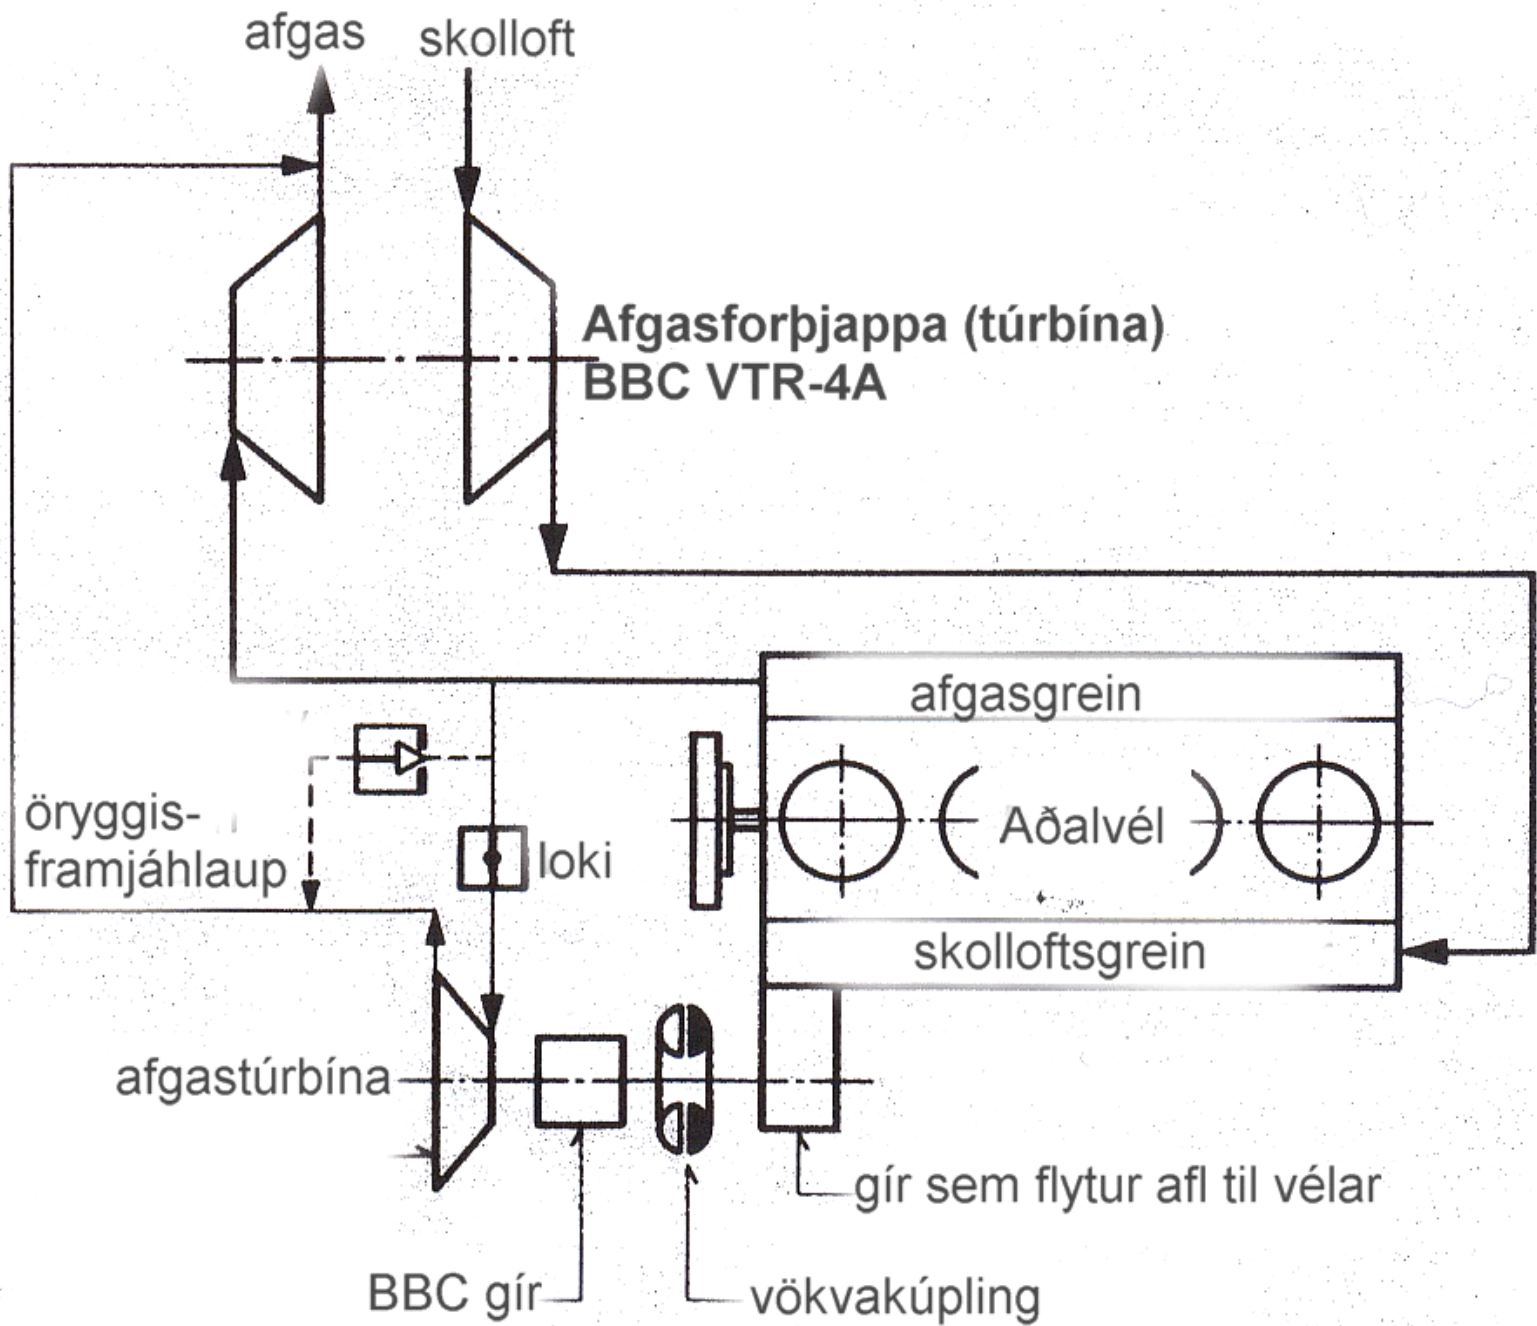 afgas
skolloft
Afgasforþjappa (túrbína)
BBC VTR-4A
afgasgrein
öryggis-
framjáhlaup
loki
Aðalvél
skolloftsgrein
afgastúrbína
gír sem flytur afl til vélar
BBC gír
vökvakúpling